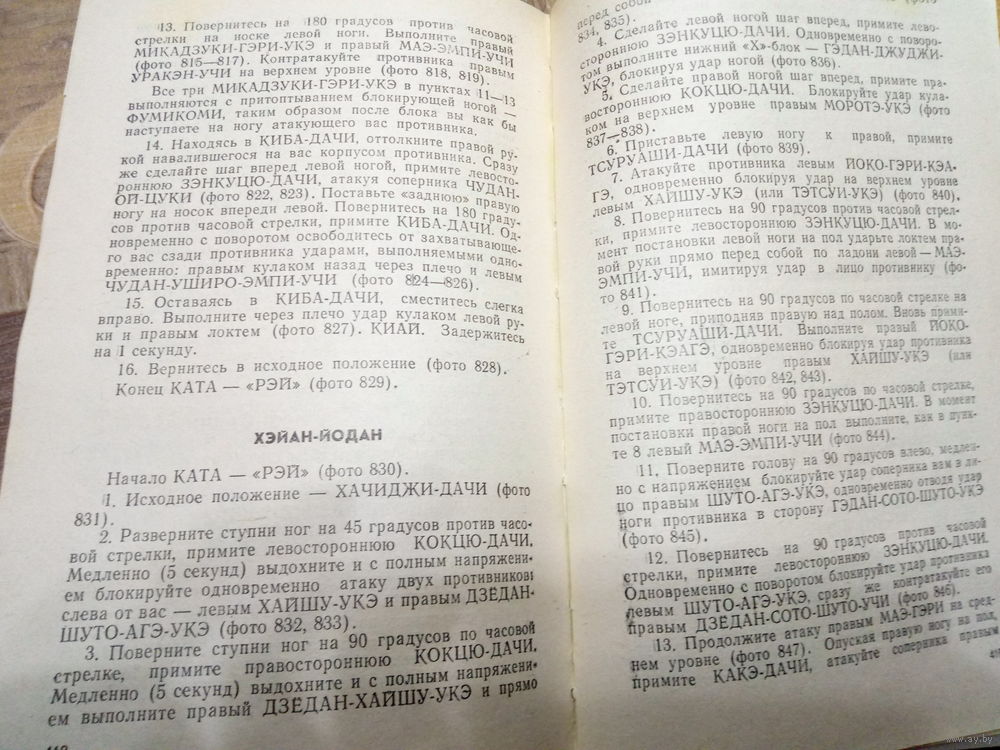 13. Повернитесь на 180 градусов против часовой
стрелки на носке левой ноги. Выполните правый
МИКАДЗУКИ-ГЭРИ-УКЭ и правый МАЭ-ЭМПИ-УЧИ
(фото 815—817). Контратакуйте противника правым
УРАКЭН-УЧИ на верхнем уровне (фото 818, 819).
Все три МИКАДЗУКИ-ГЭРИ-УКЭ в пунктах 11—13
выполняются с притоптыванием блокирующей ногой —
ФУМИКОМИ, таким образом после блока вы как бы
наступаете на ногу атакующего вас противника.
14. Находясь в КИБА-ДАЧИ, оттолкните правой ру-
кой навалившегося на вас корпусом противника. Сразу
же сделайте шаг вперед левой ногой, примите левосто-
роннюю ЗЭНКУЦЮ-ДАЧИ, атакуя соперника ЧУДАН-
ОЙ-ЦУКИ (фото 822, 823). Поставьте «заднюю» правую
ногу на носок впереди левой. Повернитесь на 180 граду-
сов против часовой стрелки, примите КИБА-ДАЧИ. Од-
новременно с поворотом освободитесь от захватывающе-
го вас сзади противника ударами, выполняемыми одно-
временно: правым кулаком назад через плечо и левым
ЧУДАН-УШИРО-ЭМПИ-УЧИ (фото 824—826).
15. Оставаясь в КИБА-ДАЧИ, сместитесь слегка
вправо. Выполните через плечо удар кулаком левой ру-
ки и правым локтем (фото 827). КИАЙ. Задержитесь
на 1 секунду.
16. Вернитесь в исходное положение (фото 828).
Конец КАТА — «РЭЙ» (фото 829).
ХЭЙАН-ЙОДАН
Начало КАТА — «РЭЙ» (фото 830).
1. Исходное положение — ХАЧИДЖИ-ДАЧИ (фото
831).
2. Разверните ступни ног на 45 градусов против часо-
вой стрелки, примите левостороннюю КОКЦЮ-ДАЧИ.
Медленно (5 секунд) выдохните и с полным напряжени-
ем блокируйте одновременно атаку двух противников
слева от вас — левым ХАЙШУ-УКЭ и правым ДЗЁДАН-
ШУТО-АГЭ-УКЭ (фото 832, 833).
3. Поверните ступни ног на 90 градусов по часовой
стрелке, примите правостороннюю КОКЦЮ-ДАЧИ.
Медленно (5 секунд) выдохните и с полным напряжени-
ем выполните правый ДЗЁДАН-ХАЙШУ-УКЭ и прямо
перед собой
834, 835).
4. Сделайте левой ногой шаг вперед, примите лево-
стороннюю ЗЭНКУЦЮ-ДАЧИ. Одновременно с поворо-
том выполните нижний «Х»-блок — ГЭДАН-ДЖУДЖИ-
УКЭ, блокируя удар ногой (фото 836).
5. Сделайте правой ногой шаг вперед, примите пра-
востороннюю КОКЦЮ-ДАЧИ. Блокируйте удар кула-
ком на верхнем уровне правым МОРОТЭ-УКЭ (фото
837—838).
6. Приставьте левую ногу к правой, примите
ТСУРУАШИ-ДАЧИ (фото 839).
7. Атакуйте противника левым ЙОКО-ГЭРИ-КЭА-
ГЭ, одновременно блокируя удар на верхнем уровне
левым ХАЙШУ-УКЭ (или ТЭТСУИ-УКЭ) (фото 840).
8. Повернитесь на 90 градусов против часовой стрел-
ки, примите левостороннюю ЗЭНКУЦЮ-ДАЧИ. В мо-
мент постановки левой ноги на пол ударьте локтем пра-
вой руки прямо перед собой по ладони левой — МАЭ-
ЭМПИ-УЧИ, имитируя удар в лицо противнику (фо-
то 841).
9. Повернитесь на 90 градусов по часовой стрелке на
левой ноге, приподняв правую над полом. Вновь прими-
те ТСУРУАШИ-ДАЧИ. Выполните правый ЙОКО-
ГЭРИ-КЭАГЭ, одновременно блокируя удар противника
на верхнем уровне правым ХАЙШУ-УКЭ (или
ТЭТСУИ-УКЭ) (фото 842, 843).
10. Повернитесь на 90 градусов по часовой стрелке,
примите правостороннюю ЗЭНКУЦЮ-ДАЧИ. В момент
постановки правой ноги на пол выполните, как в пунк-
те 8 левый МАЭ-ЭМПИ-УЧИ (фото 844).
11. Поверните голову на 90 градусов влево, медлен-
но с напряжением блокируйте удар соперника вам в ли-
цо правым ШУТО-АГЭ-УКЭ, одновременно отводя удар
ноги противника в сторону ГЭДАН-СОТО-ШУТО-УКЭ
(фото 845).
12. Повернитесь на 90 градусов против часовой
стрелки, примите левостороннюю ЗЭНКУЦЮ-ДАЧИ.
Одновременно с поворотом блокируйте удар противника
левым ШУТО-АГЭ-УКЭ, сразу же контратакуйте его
правым ДЗЁДАН-СОТО-ШУТО-УЧИ (фото 846).
13. Продолжите атаку правым МАЭ-ГЭРИ на сред-
нем уровне (фото 847). Опуская правую ногу на пол,
примите КАКЭ-ДАЧИ, атакуйте соперника правым
www.ay.by